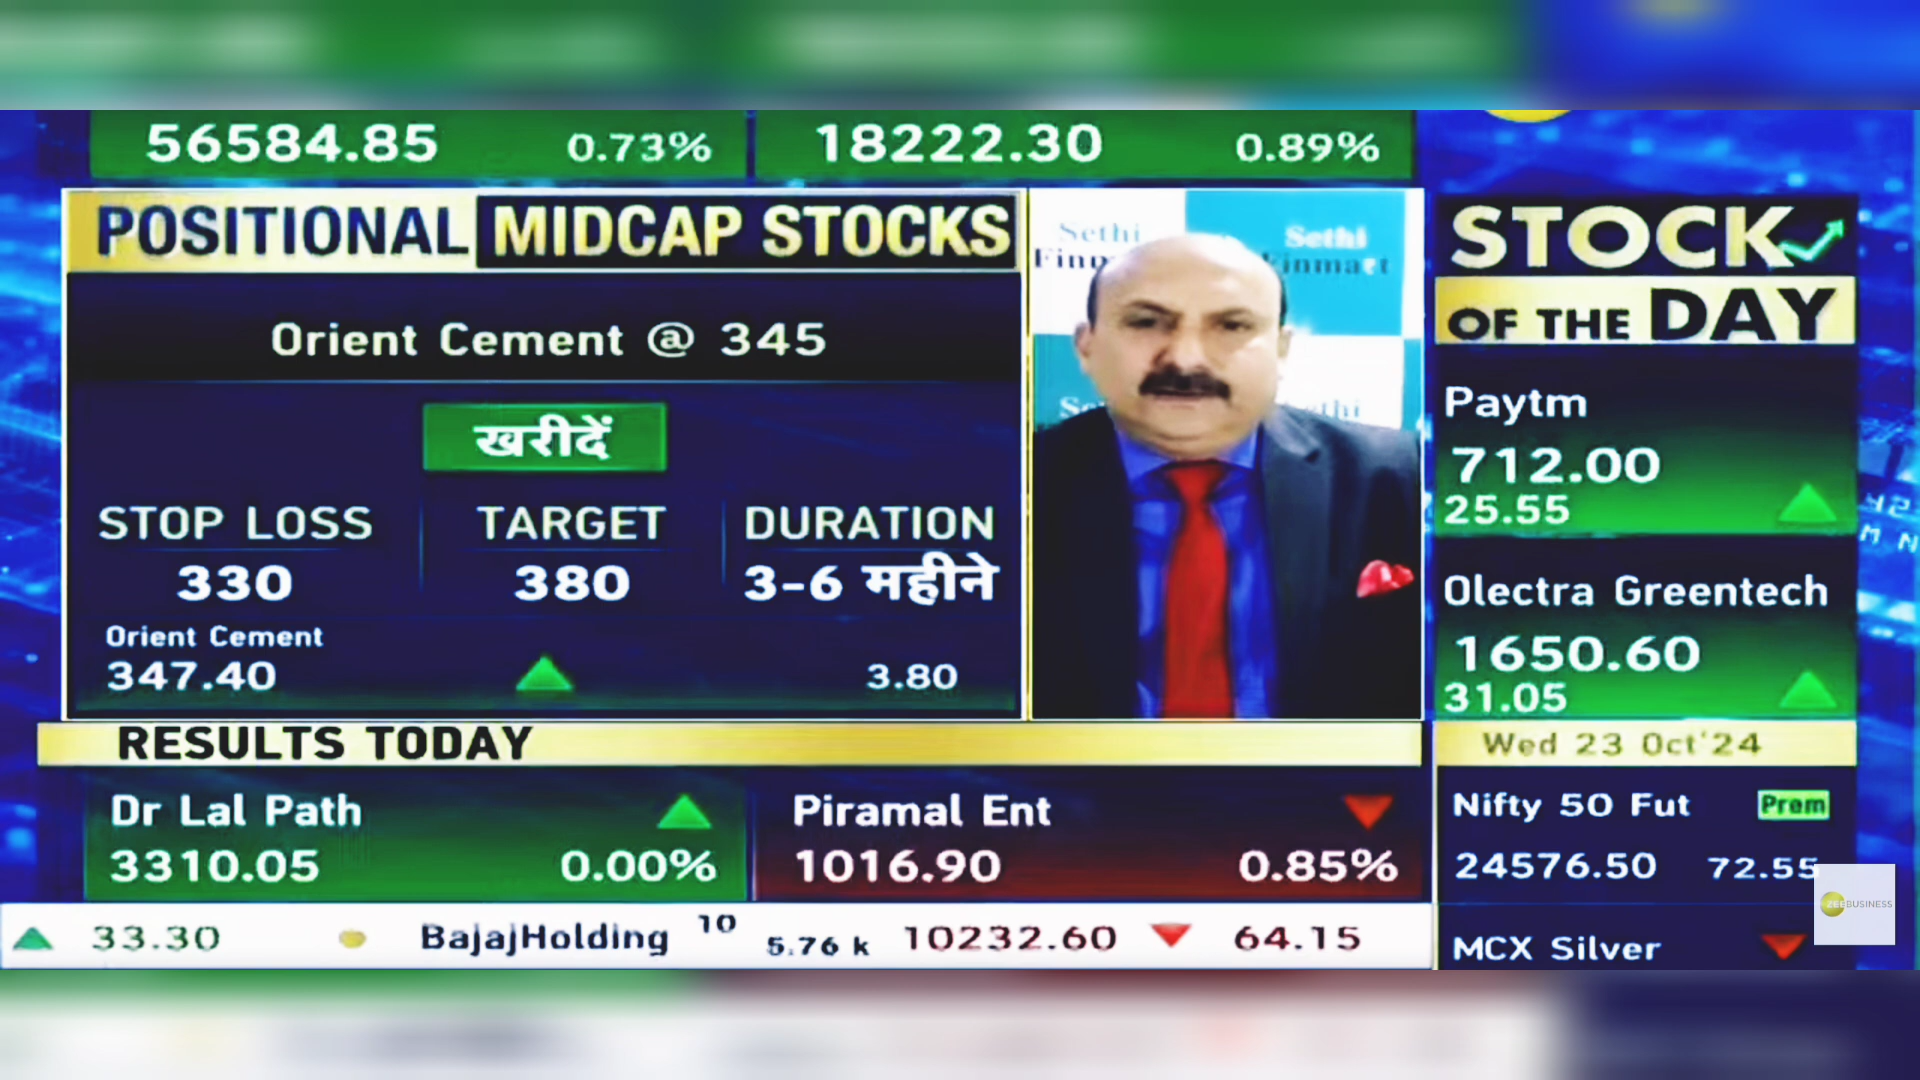 56584.85 0.73% 18222.30 0.89%
POSITIONAL MIDCAP STOCKS
Orient Cement @ 345
खरीदें
STOP LOSS TARGET DURATION
330 380 3-6 महीने
Orient Cement
347.40 3.80
Sethi Sethi
Finmart
STOCK
OF THE DAY
Paytm
712.00
25.55
Olectra Greentech
1650.60
31.05
RESULTS TODAY
Dr Lal Path
3310.05 0.00%
Piramal Ent
1016.90 0.85%
Wed 23 Oct'24
Nifty 50 Fut Prem
24576.50 72.55
MCX Silver
33.30 BajajHolding 10 5.76 k 10232.60 64.15
ZEEBUSINESS